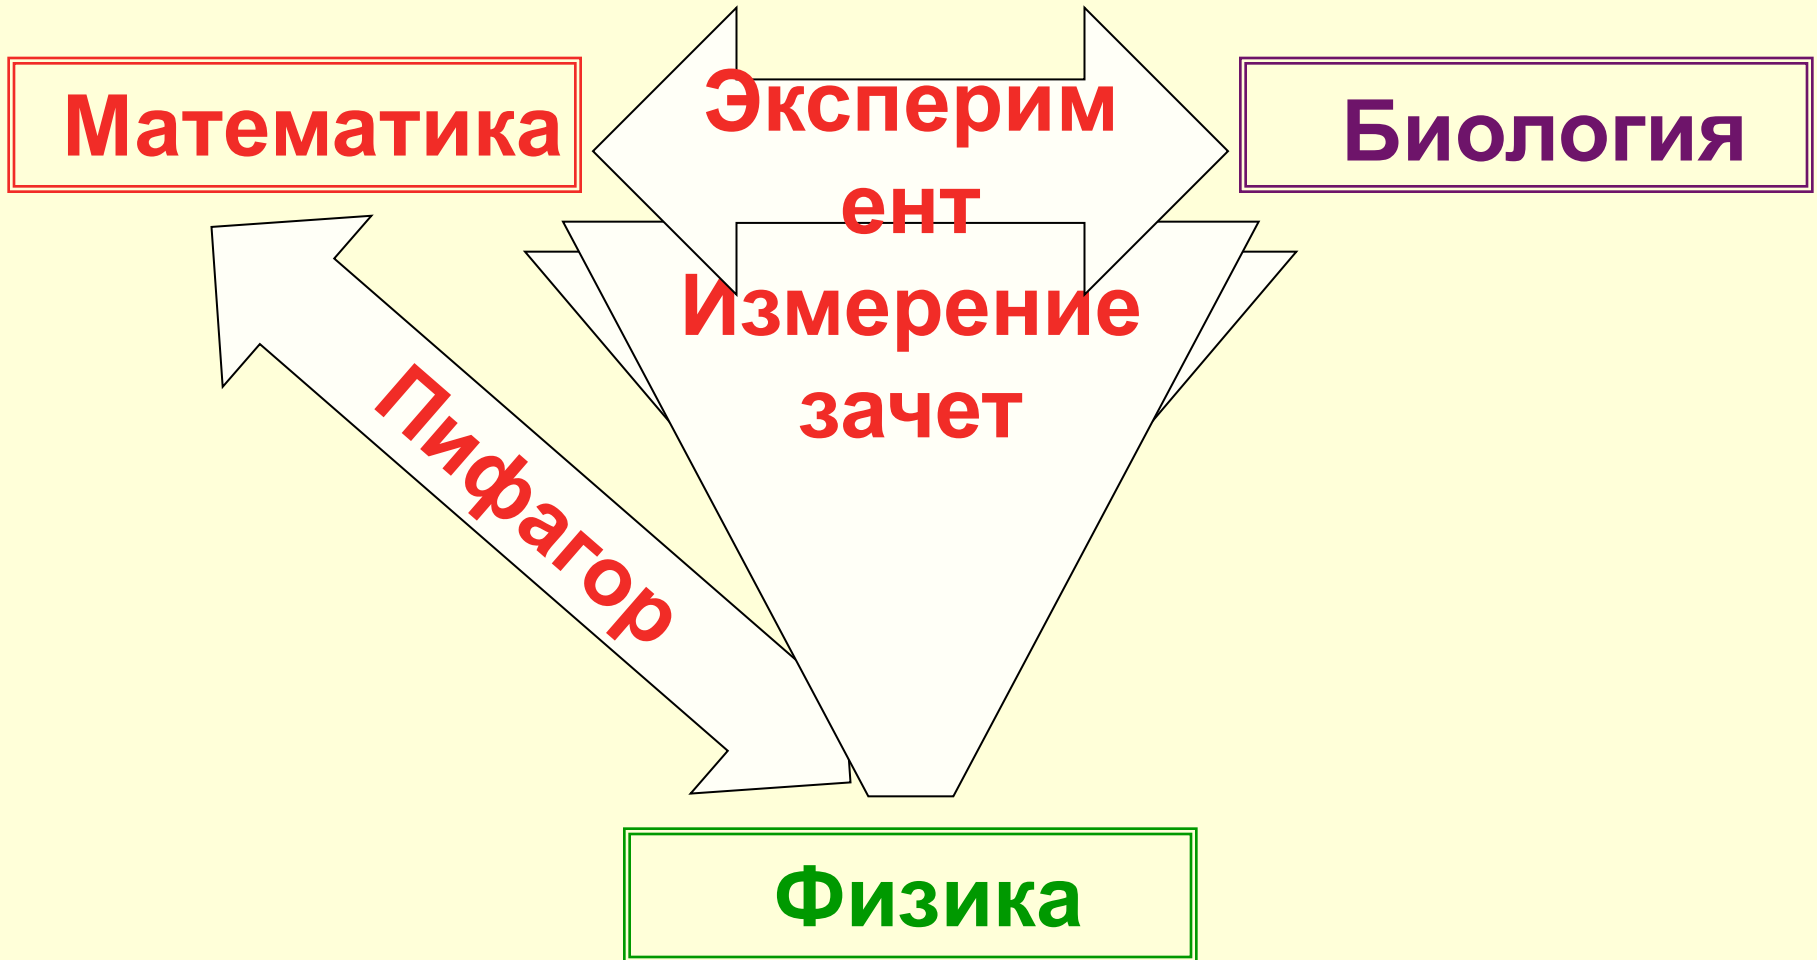 Математика
Эксперим
ент
Биология
Измерение
зачет
Пифагор
Физика